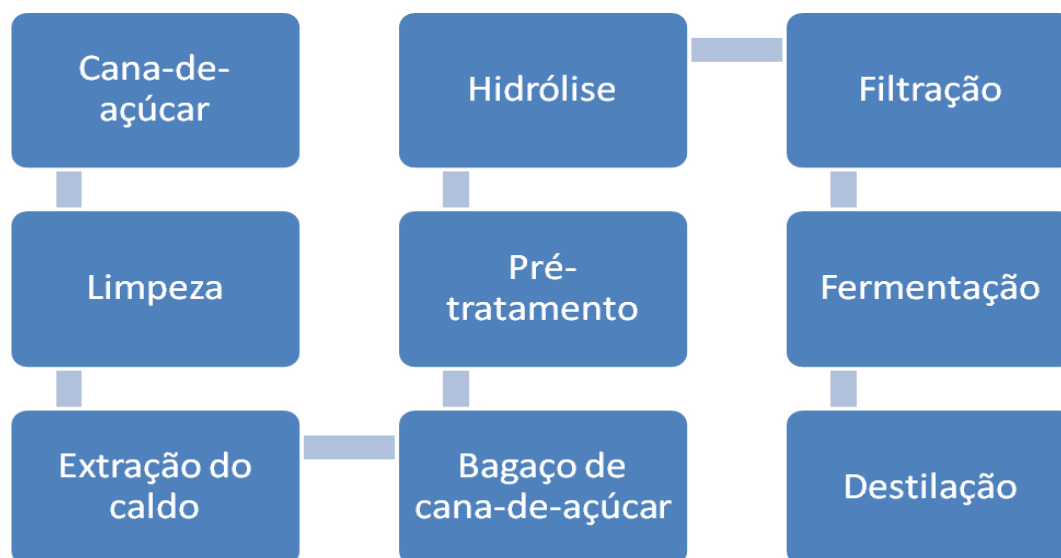 Cana-de-
açúcar
Limpeza
Extração do
caldo
Bagaço de
cana-de-açúcar
Pré-
tratamento
Hidrólise
Filtração
Fermentação
Destilação